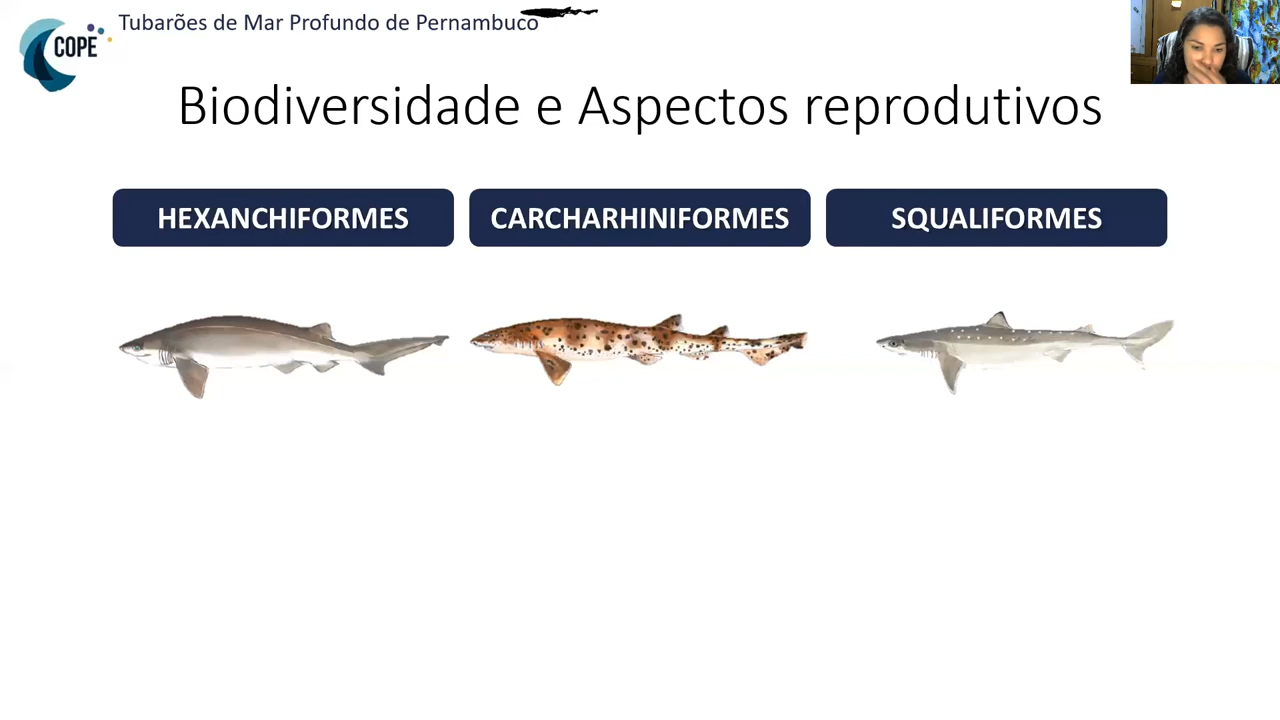 Tubarões de Mar Profundo de Pernambuco
COPE
Biodiversidade e Aspectos reprodutivos
HEXANCHIFORMES
CARCHARHINIFORMES
SQUALIFORMES